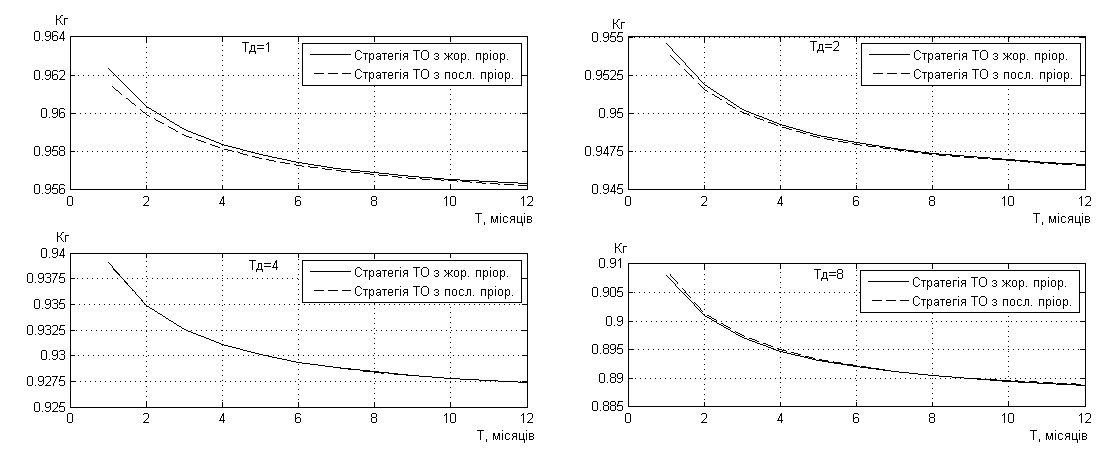 Кг
0.964
0.962
0.96
0.958
0.956
Тд=1
Стратегія ТО з жор. пріор.
Стратегія ТО з посл. пріор.
0 2 4 6 8 10 12
Т, місяців
Кг
0.955
0.9525
0.95
0.9475
0.945
Тд=2
Стратегія ТО з жор. пріор.
Стратегія ТО з посл. пріор.
0 2 4 6 8 10 12
Т, місяців
Кг
0.94
0.9375
0.935
0.9325
0.93
0.9275
0.925
Тд=4
Стратегія ТО з жор. пріор.
Стратегія ТО з посл. пріор.
0 2 4 6 8 10 12
Т, місяців
Кг
0.91
0.905
0.9
0.895
0.89
0.885
Тд=8
Стратегія ТО з жор. пріор.
Стратегія ТО з посл. пріор.
0 2 4 6 8 10 12
Т, місяців